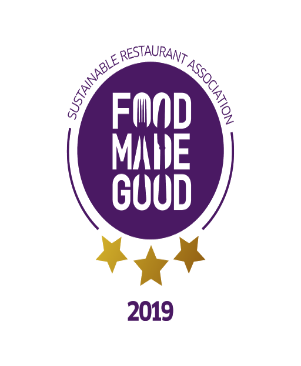 SUSTAINABLE RESTAURANT ASSOCIATION
FOOD
MADE
GOOD
2019